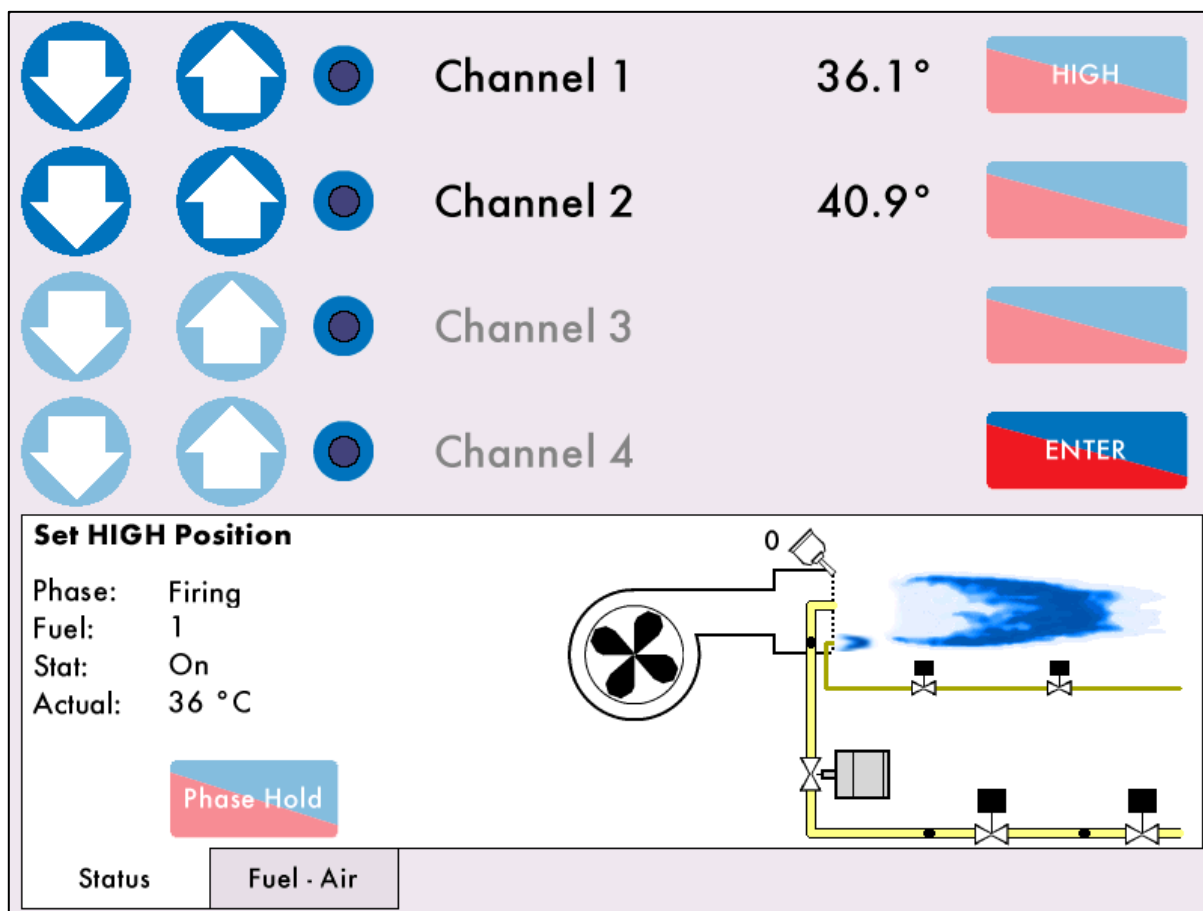 Channel 1 36.1° HIGH
Channel 2 40.9°
Channel 3
Channel 4 ENTER
Set HIGH Position
0
Phase: Firing
Fuel: 1
Stat: On
Actual: 36 °C
Phase Hold
Status Fuel - Air